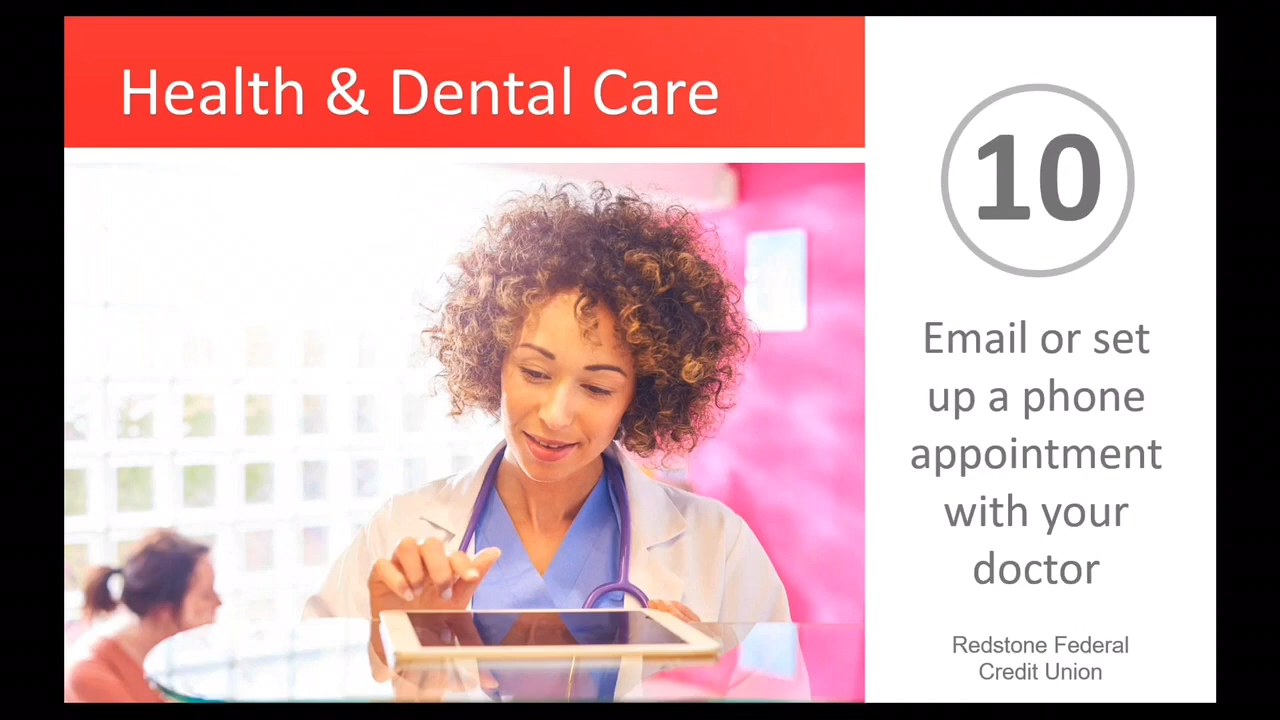 Health & Dental Care
10
Email or set
up a phone
appointment
with your
doctor
Redstone Federal
Credit Union